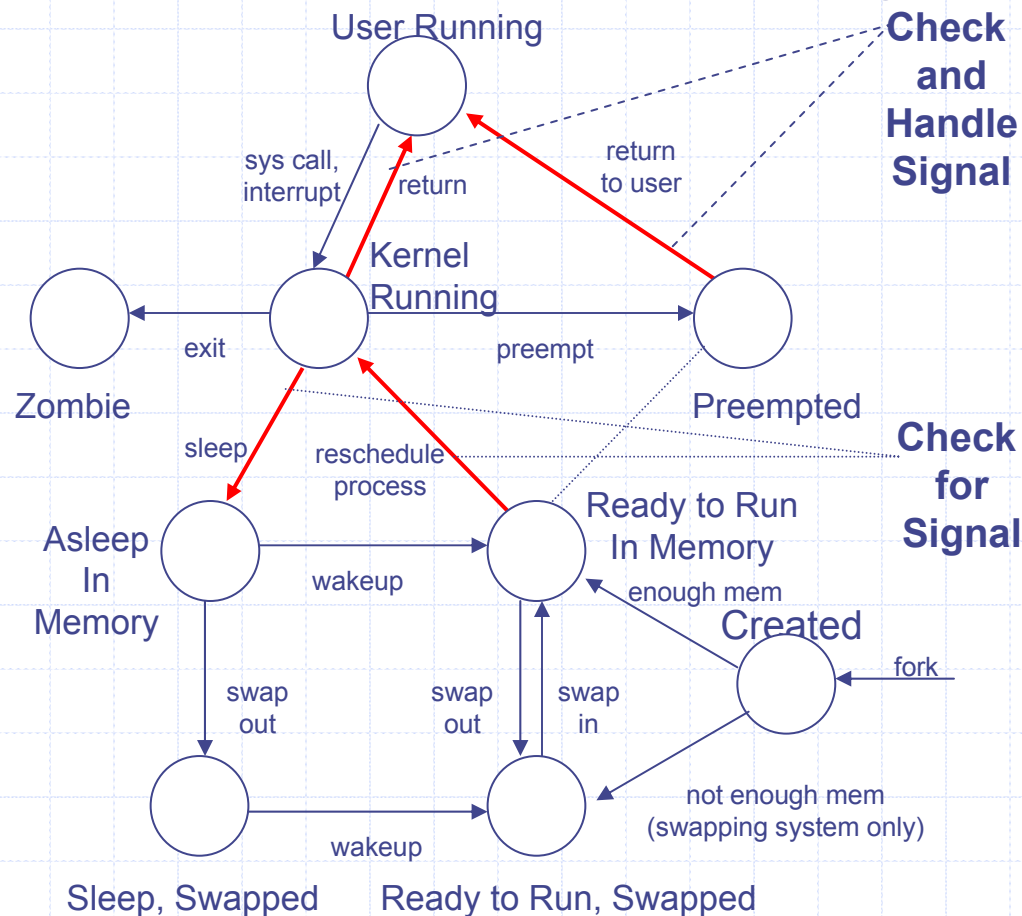 User Running
Check
and
Handle
Signal
sys call,
interrupt
return
return
to user
Kernel
Running
exit
preempt
Zombie
Preempted
sleep
reschedule
process
Check
for
Signal
Asleep
In
Memory
wakeup
Ready to Run
In Memory
enough mem
Created
fork
swap
out
swap
out
swap
in
not enough mem
(swapping system only)
wakeup
Sleep, Swapped
Ready to Run, Swapped